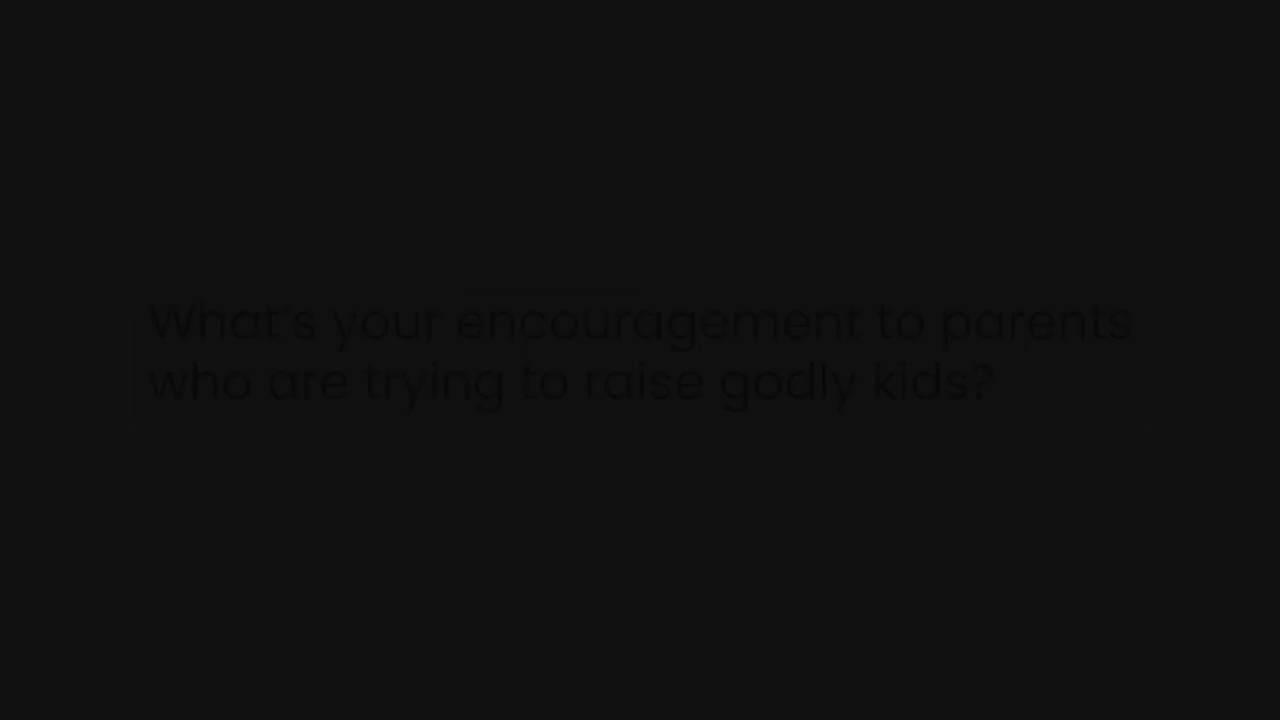 What's your encouragement to parents
who are trying to raise godly kids?